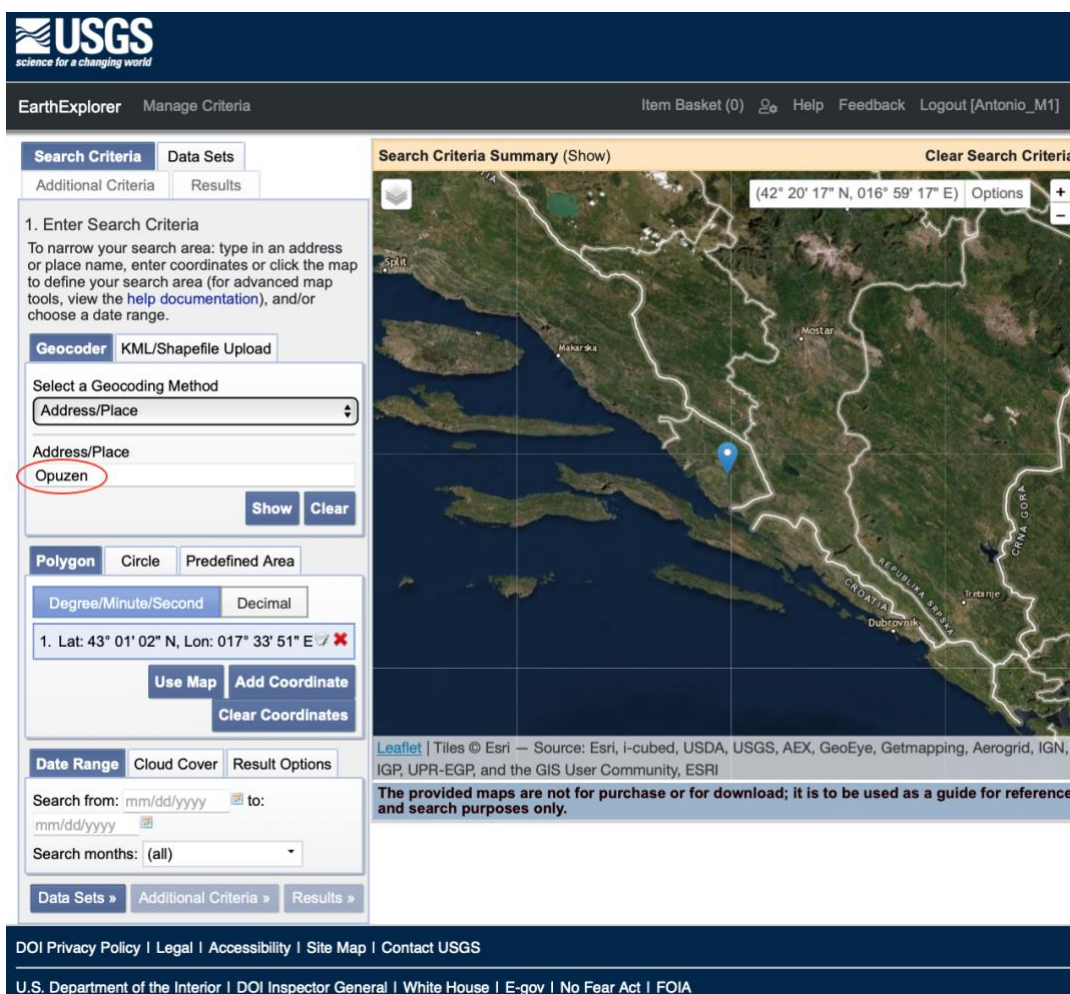 USGS
science for a changing world
EarthExplorer Manage Criteria Item Basket (0) Help Feedback Logout [Antonio_M1]
Search Criteria Data Sets
Additional Criteria Results
1. Enter Search Criteria
To narrow your search area: type in an address
or place name, enter coordinates or click the map
to define your search area (for advanced map
tools, view the help documentation), and/or
choose a date range.
Geocoder KML/Shapefile Upload
Select a Geocoding Method
Address/Place
Address/Place
Opuzen
Show Clear
Polygon Circle Predefined Area
Degree/Minute/Second Decimal
1. Lat: 43° 01' 02" N, Lon: 017° 33' 51" E
Use Map Add Coordinate
Clear Coordinates
Date Range Cloud Cover Result Options
Search from: mm/dd/yyyy to:
mm/dd/yyyy
Search months: (all)
Data Sets » Additional Criteria » Results »
Search Criteria Summary (Show) Clear Search Criteria
(42° 20' 17" N, 016° 59' 17" E) Options +
−
Split
Mostar
Makarska
CRNA GORA
REPUBLIKA SRPSKA
CROATIA
Trebinje
Dubrovnik
Leaflet | Tiles © Esri — Source: Esri, i-cubed, USDA, USGS, AEX, GeoEye, Getmapping, Aerogrid, IGN,
IGP, UPR-EGP, and the GIS User Community, ESRI
The provided maps are not for purchase or for download; it is to be used as a guide for reference
and search purposes only.
DOI Privacy Policy | Legal | Accessibility | Site Map | Contact USGS
U.S. Department of the Interior | DOI Inspector General | White House | E-gov | No Fear Act | FOIA